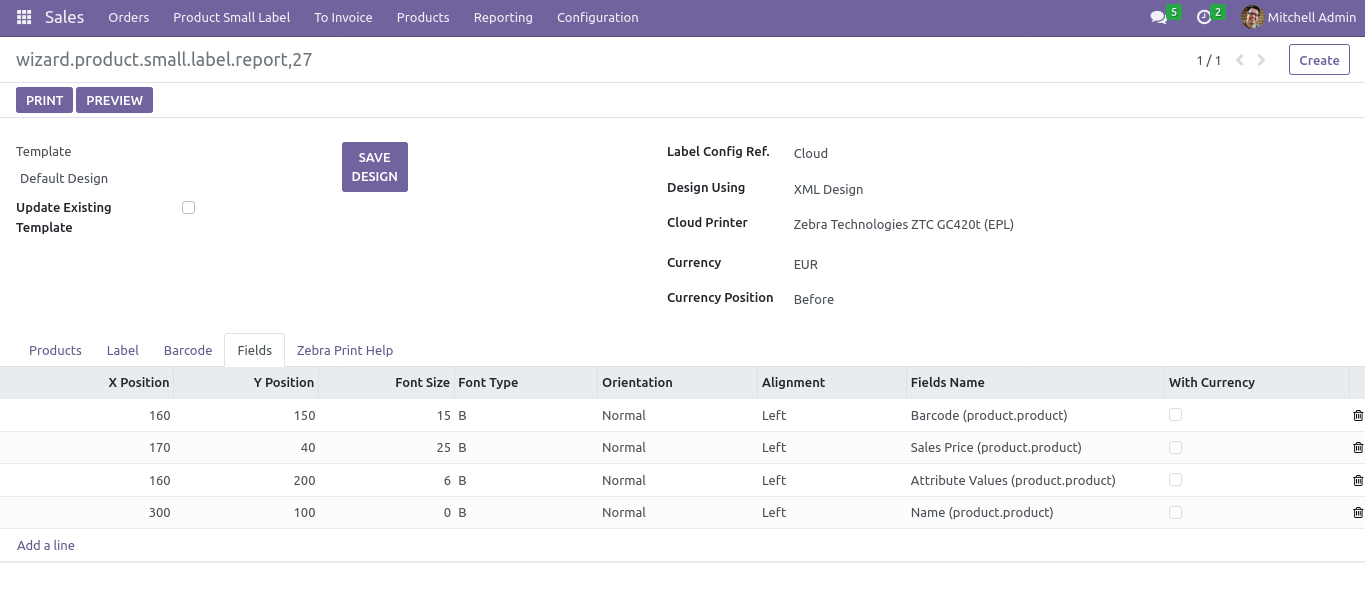 Sales Orders Product Small Label To Invoice Products Reporting Configuration 5 2 Mitchell Admin
wizard.product.small.label.report,27 1 / 1 Create
PRINT PREVIEW
Template SAVE DESIGN Label Config Ref. Cloud
Default Design Design Using XML Design
Update Existing Template Cloud Printer Zebra Technologies ZTC GC420t (EPL)
Currency EUR
Currency Position Before
Products Label Barcode Fields Zebra Print Help
X Position Y Position Font Size Font Type Orientation Alignment Fields Name With Currency
160 150 15 B Normal Left Barcode (product.product)
170 40 25 B Normal Left Sales Price (product.product)
160 200 6 B Normal Left Attribute Values (product.product)
300 100 0 B Normal Left Name (product.product)
Add a line